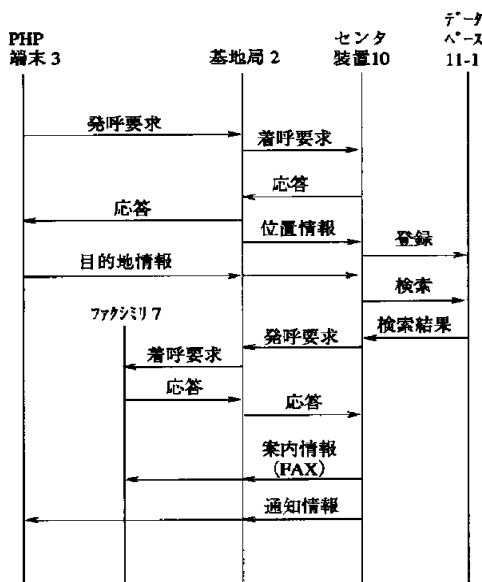 PHP
端末 3
基地局 2
センタ
装置10
データ
ベース
11-1
発呼要求
着呼要求
応答
応答
位置情報
登録
目的地情報
検索
ファクシミリ 7
検索結果
発呼要求
着呼要求
応答
応答
案内情報
(FAX)
通知情報